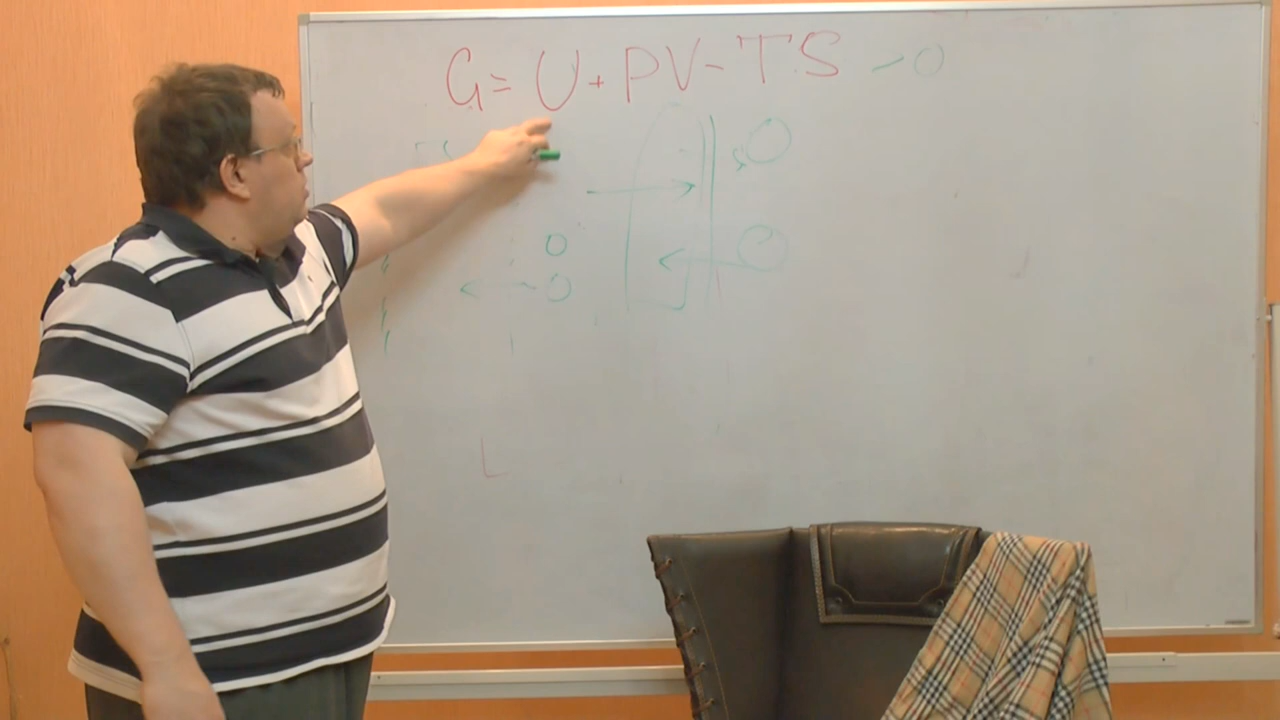 G = U + PV - TS > 0